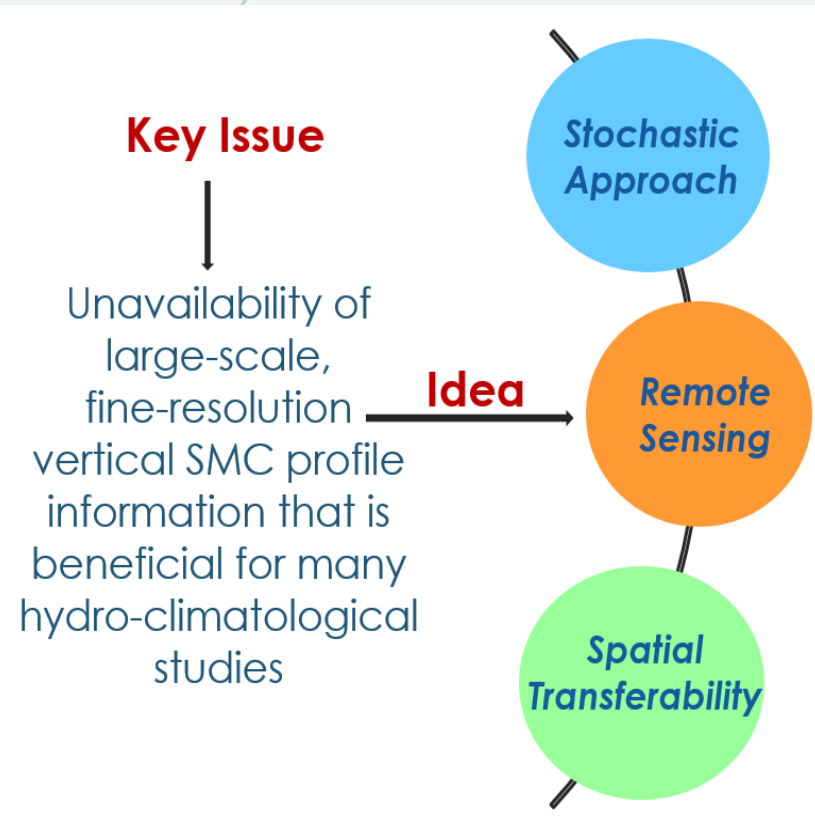 Key Issue
Unavailability of
large-scale,
fine-resolution
vertical SMC profile
information that is
beneficial for many
hydro-climatological
studies
Idea
Stochastic
Approach
Remote
Sensing
Spatial
Transferability